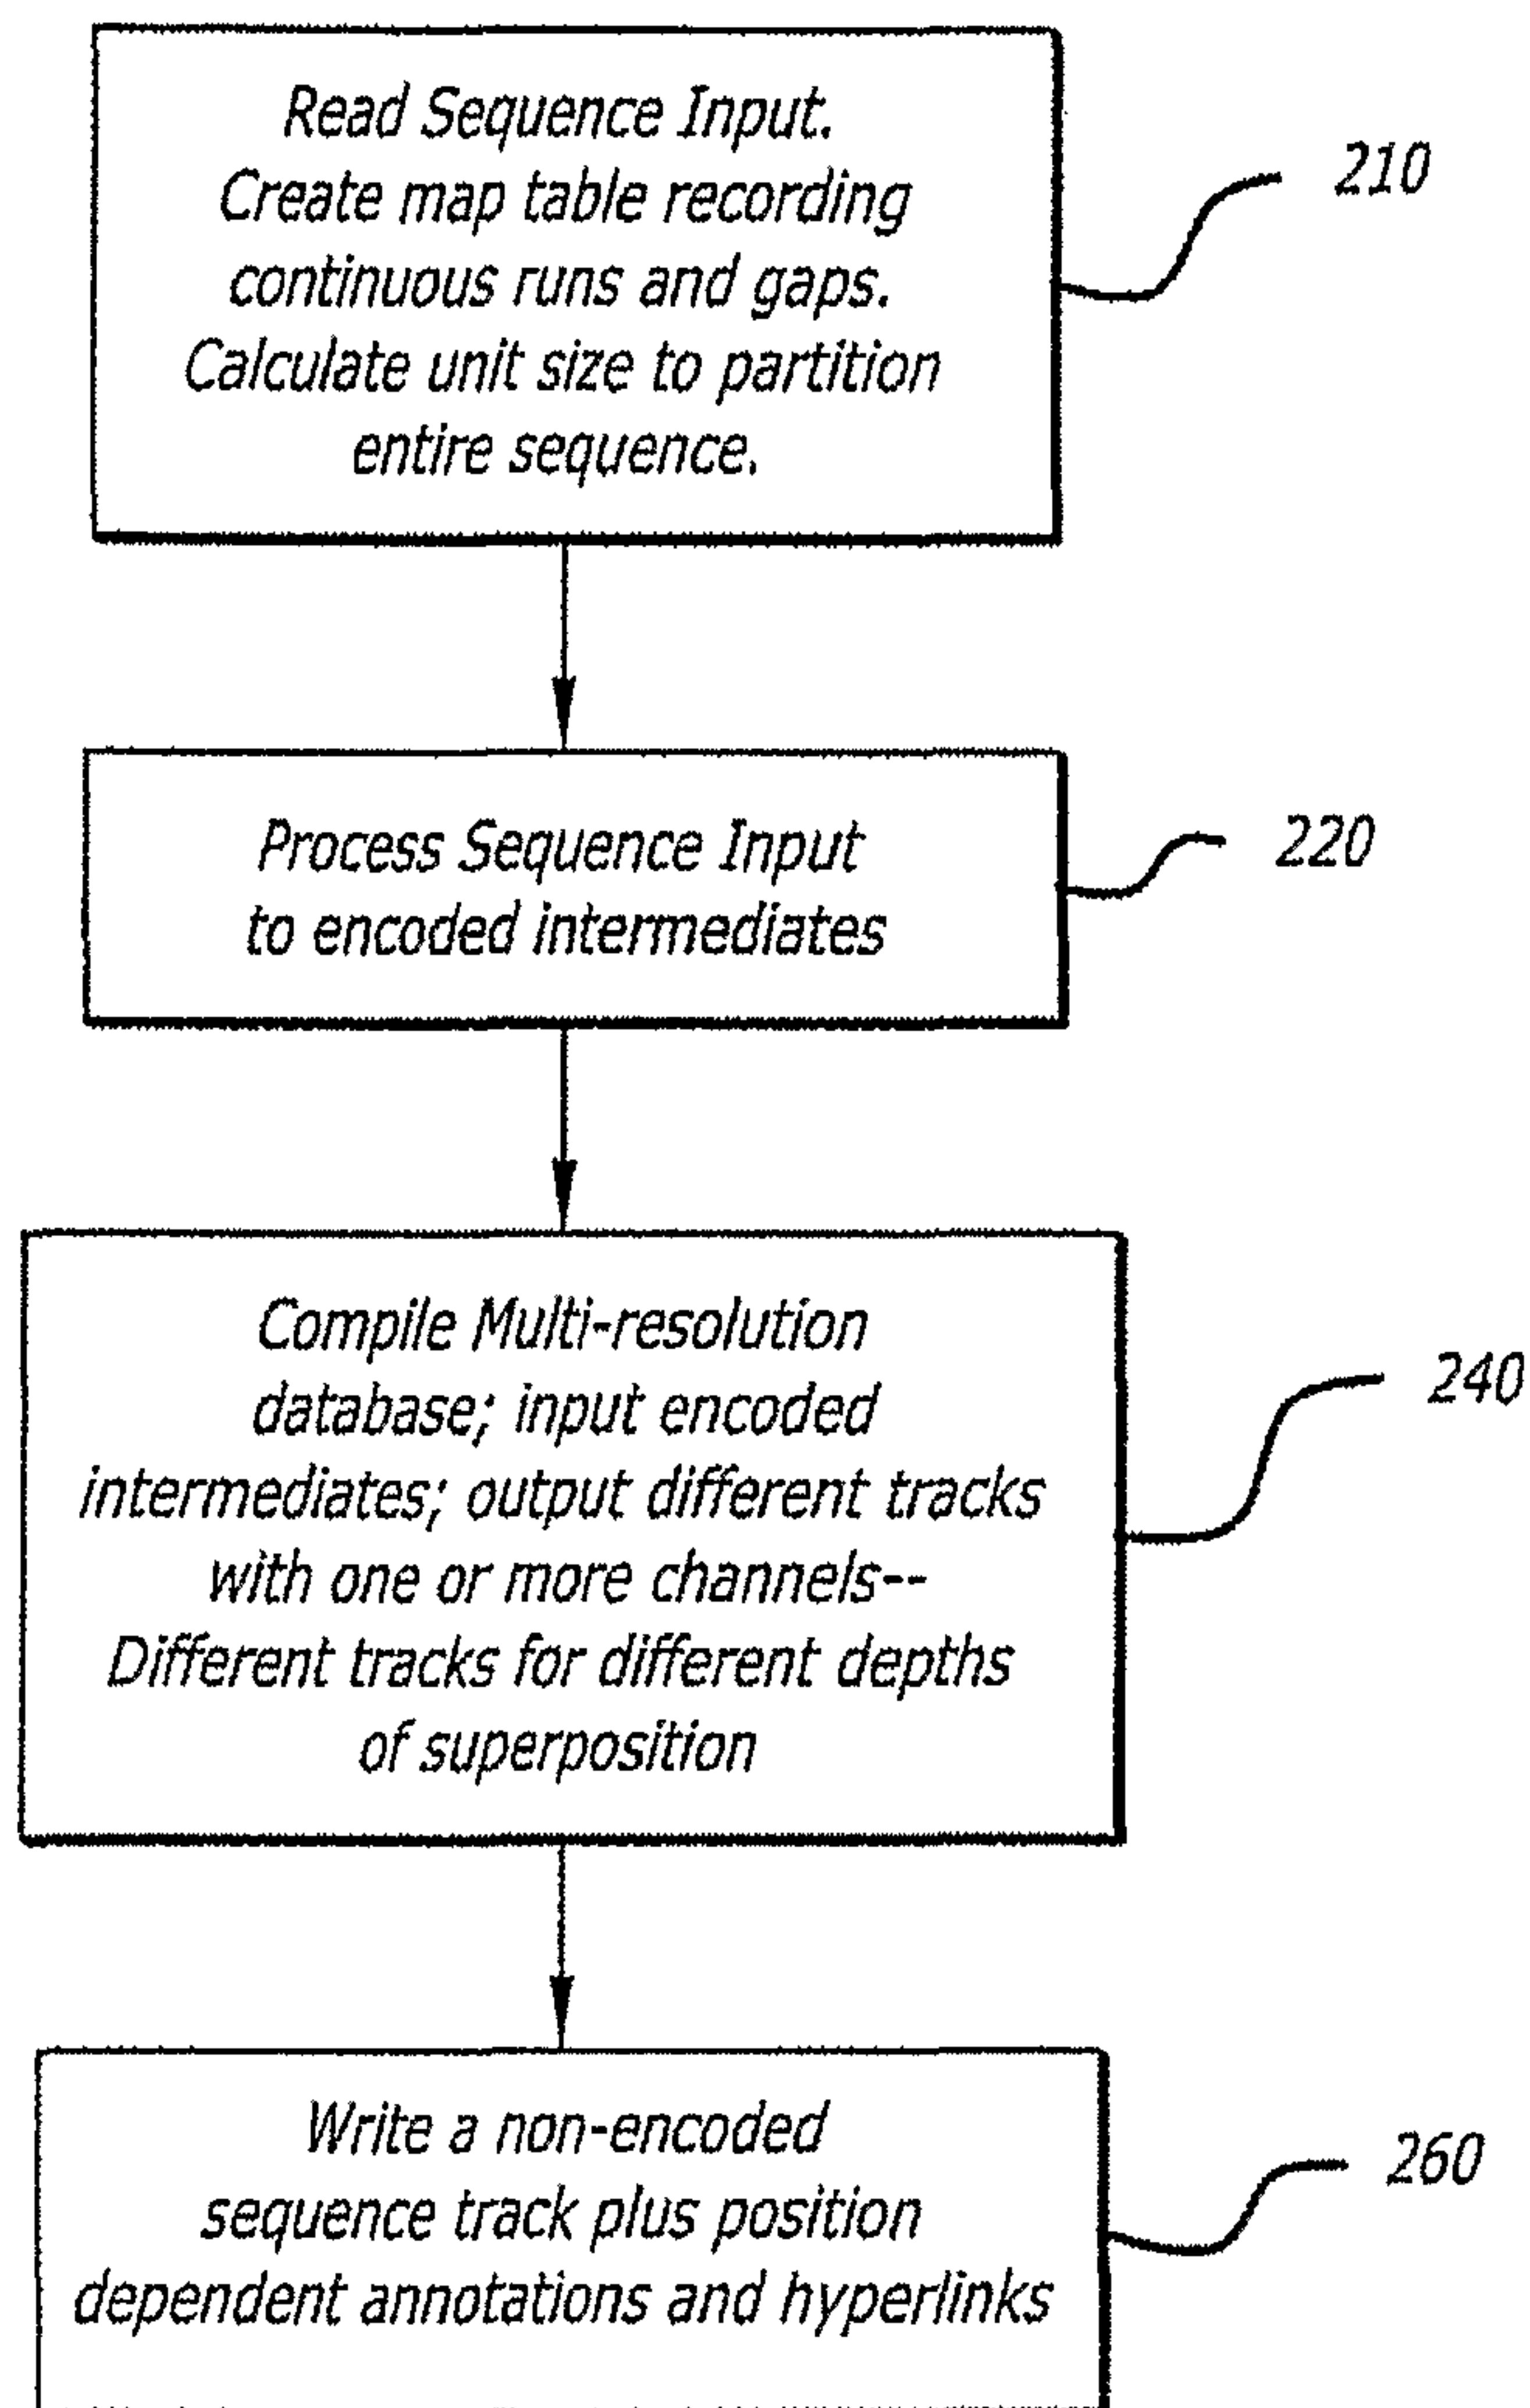 Read Sequence Input.
Create map table recording
continuous runs and gaps.
Calculate unit size to partition
entire sequence.
210
Process Sequence Input
to encoded intermediates
220
Compile Multi-resolution
database; input encoded
intermediates; output different tracks
with one or more channels--
Different tracks for different depths
of superposition
240
Write a non-encoded
sequence track plus position
dependent annotations and hyperlinks
260